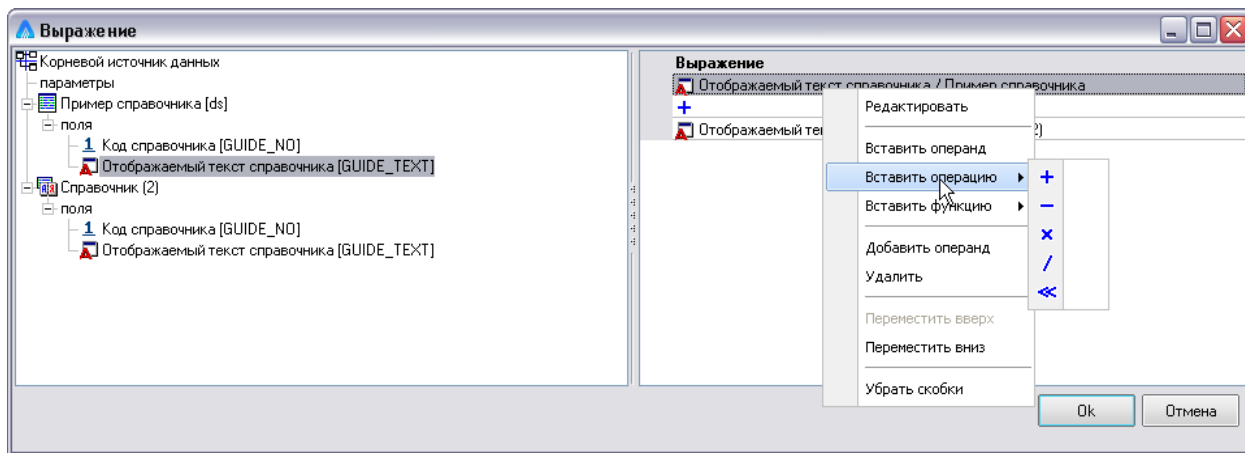 Выражение
Корневой источник данных
параметры
Пример справочника [ds]
поля
1 Код справочника [GUIDE_NO]
Отображаемый текст справочника [GUIDE_TEXT]
Справочник (2)
поля
1 Код справочника [GUIDE_NO]
Отображаемый текст справочника [GUIDE_TEXT]
Выражение
Отображаемый текст справочника / Пример справочника
+
Отображаемый 2)
Редактировать
Вставить операнд
Вставить операцию
Вставить функцию
Добавить операнд
Удалить
Переместить вверх
Переместить вниз
Убрать скобки
+
−
×
/
≪
Ok Отмена